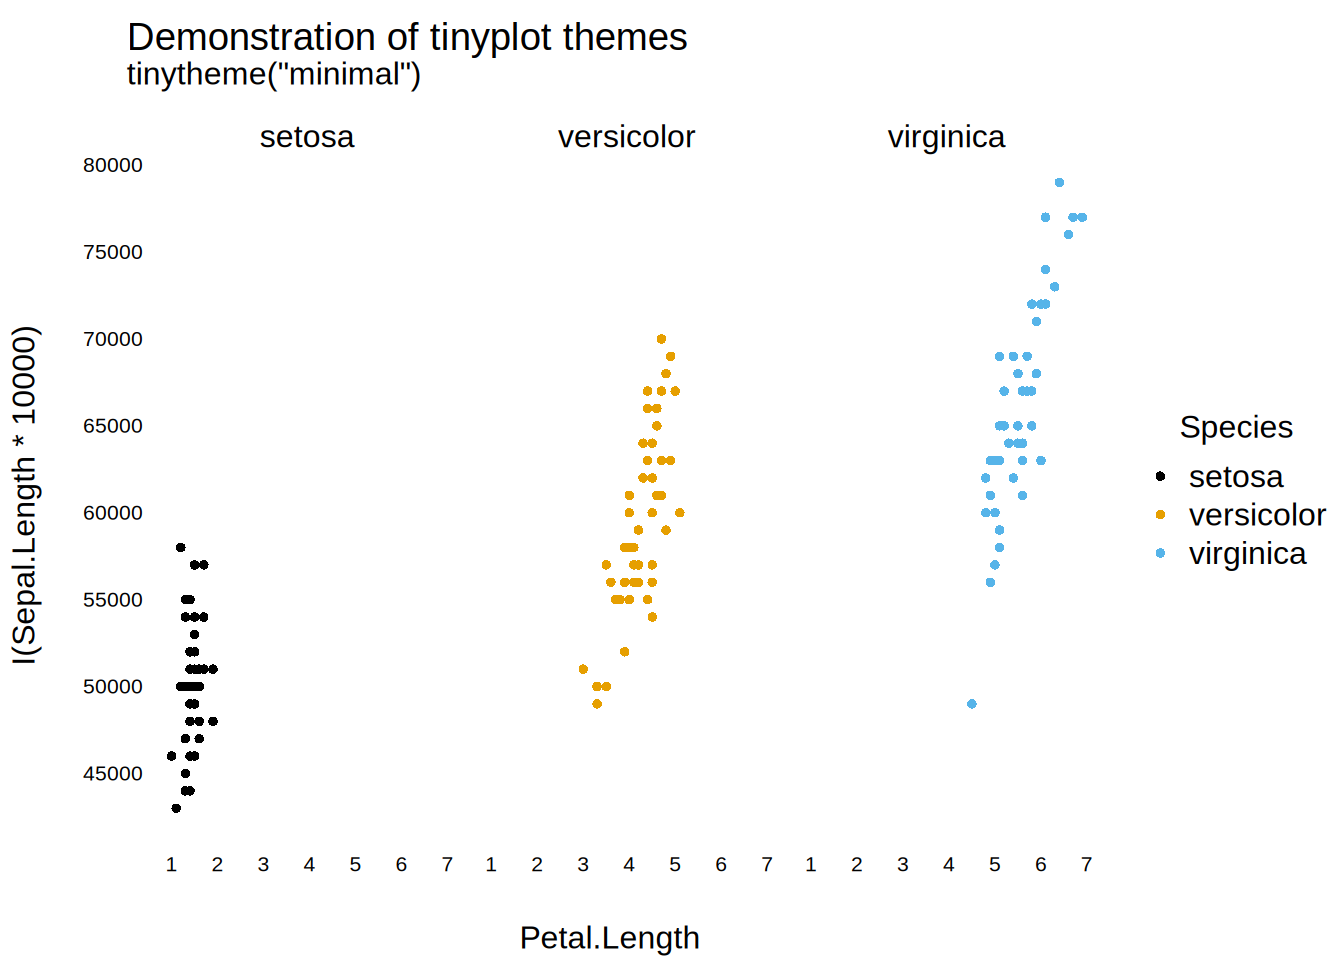 Demonstration of tinyplot themes
tinytheme("minimal")
setosa versicolor virginica
80000
75000
70000
65000
60000
55000
50000
45000
I(Sepal.Length * 10000)
1 2 3 4 5 6 7 1 2 3 4 5 6 7 1 2 3 4 5 6 7
Petal.Length
Species
setosa
versicolor
virginica